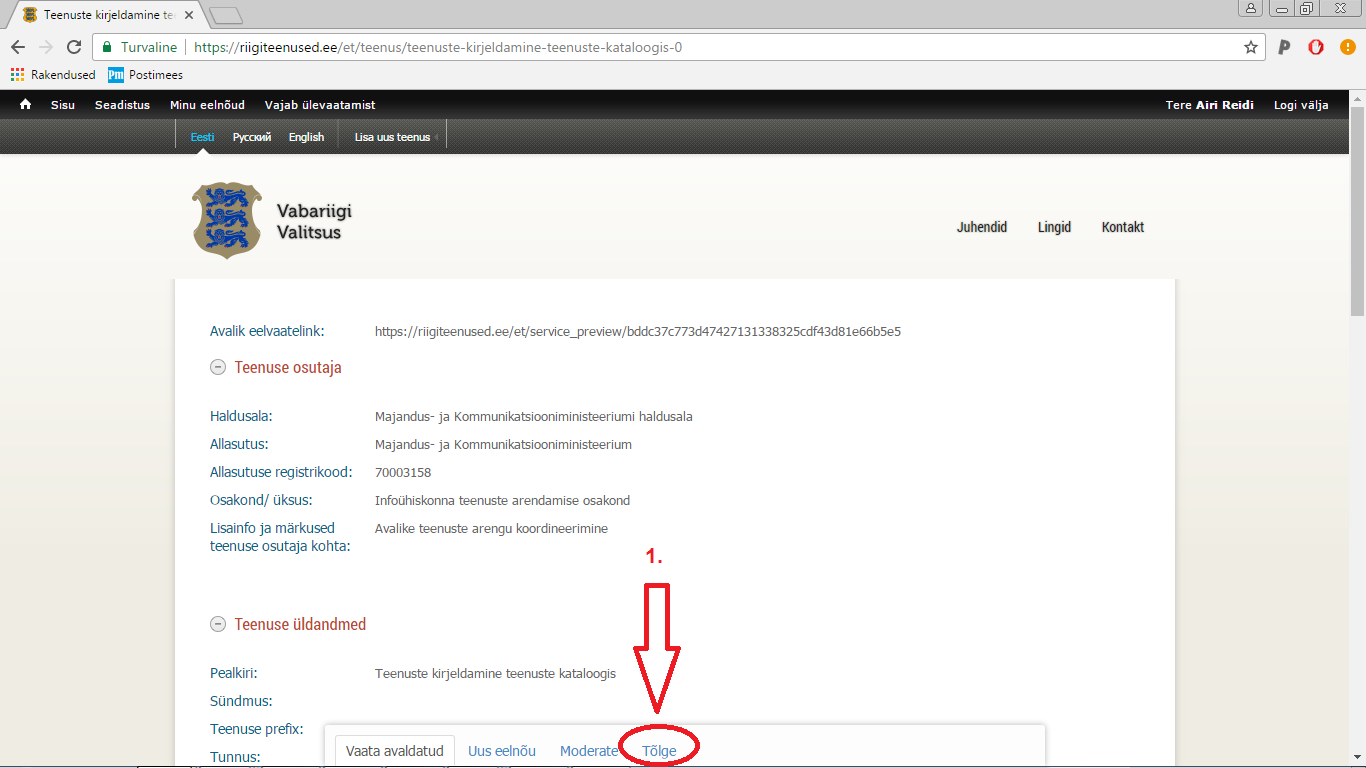 Teenuste kirjeldamine tee
Turvaline https://riigiteenused.ee/et/teenus/teenuste-kirjeldamine-teenuste-kataloogis-0
Rakendused Pm Postimees
Sisu Seadistus Minu eelnõud Vajab ülevaatamist Tere Airi Reidi Logi välja
Eesti Русский English Lisa uus teenus
Vabariigi
Valitsus
Juhendid Lingid Kontakt
Avalik eelvaatelink: https://riigiteenused.ee/et/service_preview/bddc37c773d47427131338325cdf43d81e66b5e5
Teenuse osutaja
Haldusala: Majandus- ja Kommunikatsiooniministeeriumi haldusala
Allasutus: Majandus- ja Kommunikatsiooniministeerium
Allasutuse registrikood: 70003158
Osakond/ üksus: Infoühiskonna teenuste arendamise osakond
Lisainfo ja märkused Avalike teenuste arengu koordineerimine
teenuse osutaja kohta:
1.
Teenuse üldandmed
Pealkiri: Teenuste kirjeldamine teenuste kataloogis
Sündmus:
Teenuse prefix:
Tunnus:
Vaata avaldatud Uus eelnõu Moderate Tõlge